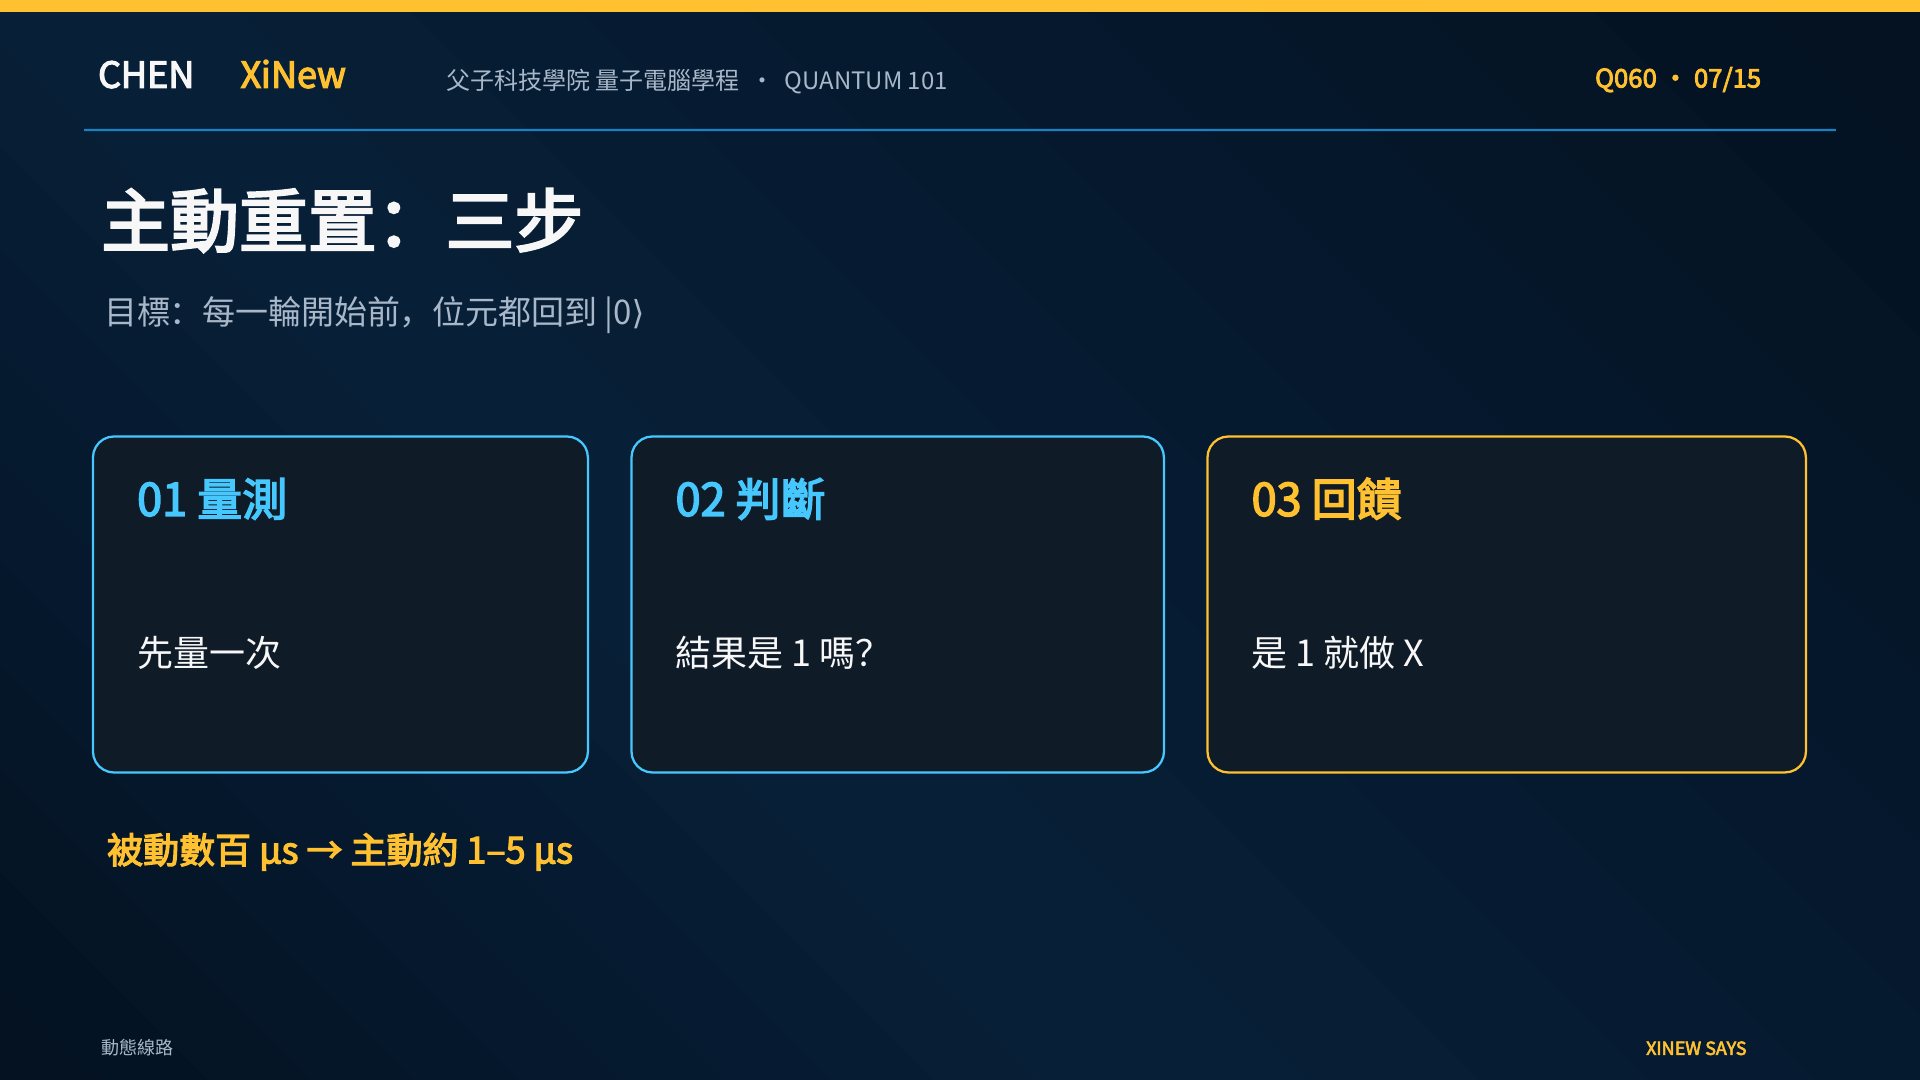 CHEN XiNew 父子科技學院 量子電腦學程 · QUANTUM 101 Q060 · 07/15
主動重置：三步
目標：每一輪開始前，位元都回到 |0⟩
01 量測
先量一次
02 判斷
結果是 1 嗎？
03 回饋
是 1 就做 X
被動數百 μs → 主動約 1–5 μs
動態線路
XINEW SAYS